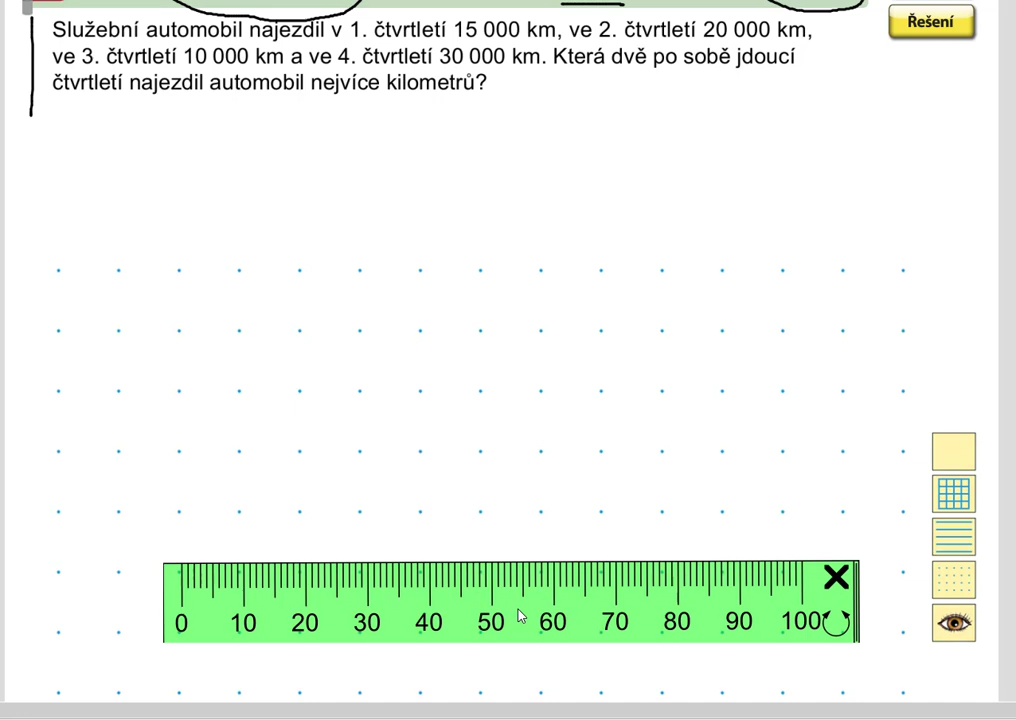 Služební automobil najezdil v 1. čtvrtletí 15 000 km, ve 2. čtvrtletí 20 000 km,
ve 3. čtvrtletí 10 000 km a ve 4. čtvrtletí 30 000 km. Která dvě po sobě jdoucí
čtvrtletí najezdil automobil nejvíce kilometrů?
Řešení
0 10 20 30 40 50 60 70 80 90 100